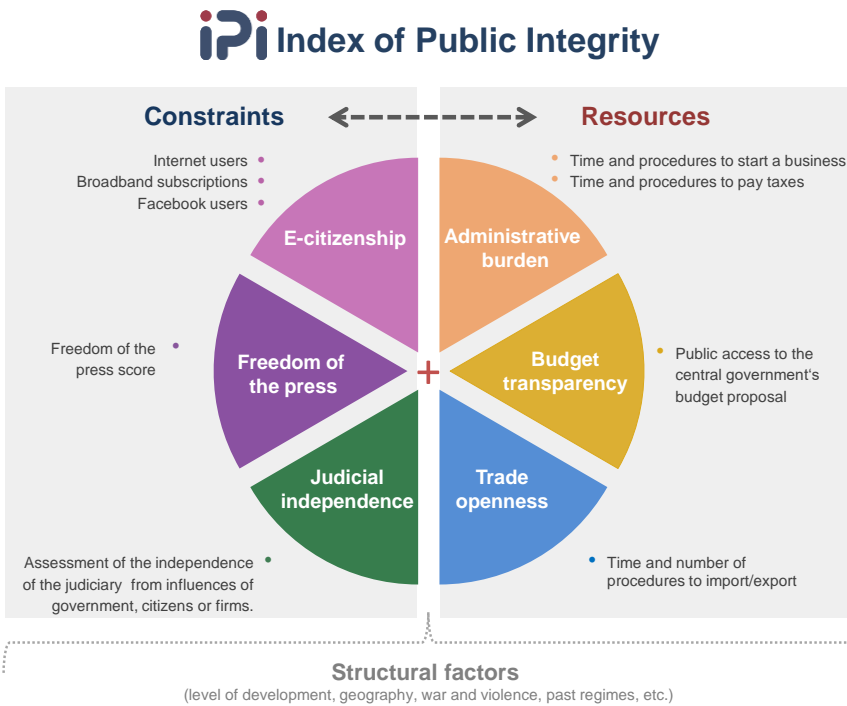 iPi Index of Public Integrity
Constraints
Resources
Internet users
Broadband subscriptions
Facebook users
Time and procedures to start a business
Time and procedures to pay taxes
E-citizenship
Administrative
burden
Freedom of the
press score
Freedom of
the press
+
Budget
transparency
Public access to the
central government‘s
budget proposal
Judicial
independence
Trade
openness
Assessment of the independence
of the judiciary  from influences of
government, citizens or firms.
Time and number of
procedures to import/export
Structural factors
(level of development, geography, war and violence, past regimes, etc.)